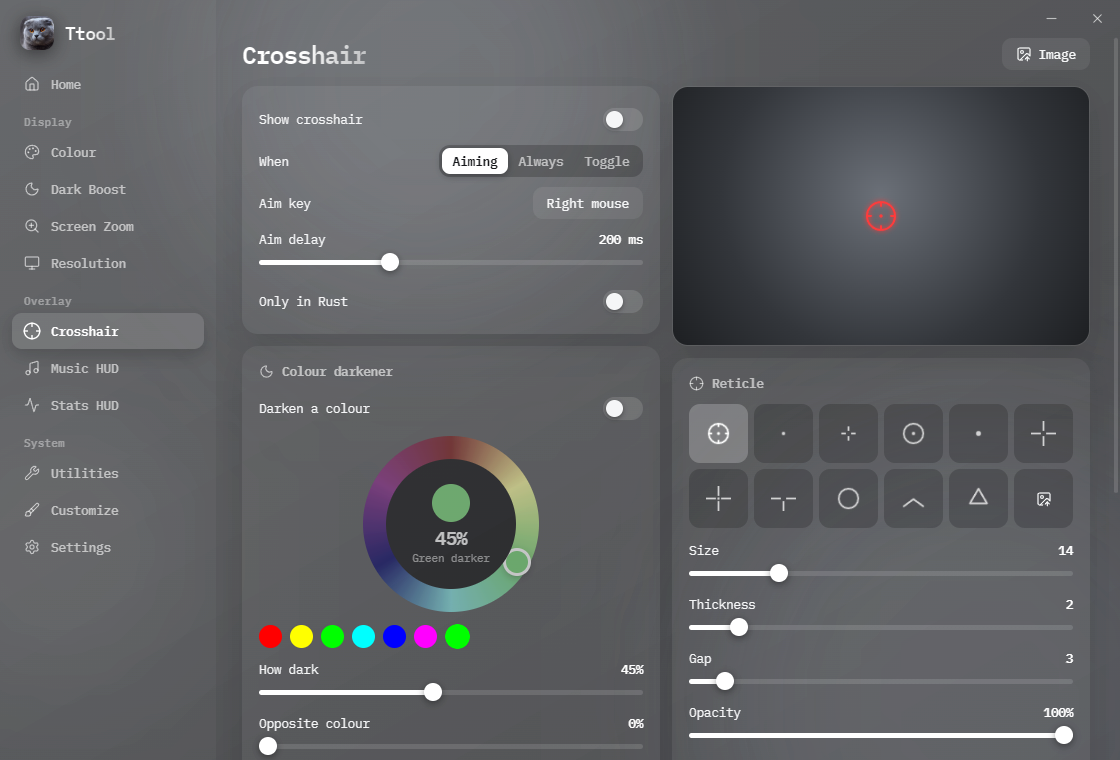 Ttool
Home
Display
Colour
Dark Boost
Screen Zoom
Resolution
Overlay
Crosshair
Music HUD
Stats HUD
System
Utilities
Customize
Settings
Crosshair
Image
Show crosshair
When
Aiming Always Toggle
Aim key
Right mouse
Aim delay
200 ms
Only in Rust
Colour darkener
Darken a colour
45%
Green darker
How dark
45%
Opposite colour
0%
Reticle
Size
14
Thickness
2
Gap
3
Opacity
100%